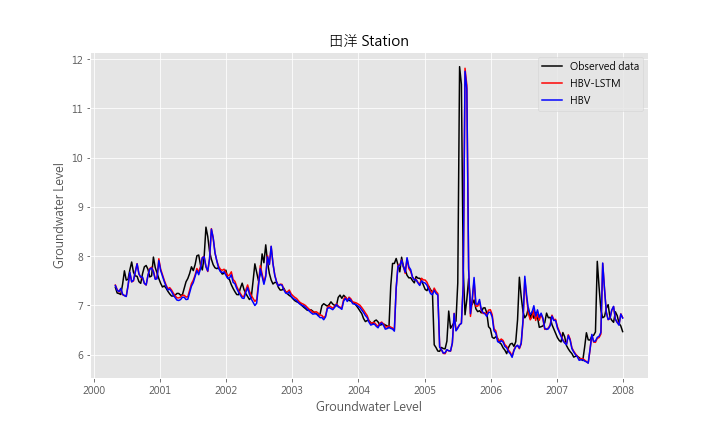 田洋 Station
Observed data
HBV-LSTM
HBV
Groundwater Level
12
11
10
9
8
7
6
2000 2001 2002 2003 2004 2005 2006 2007 2008
Groundwater Level